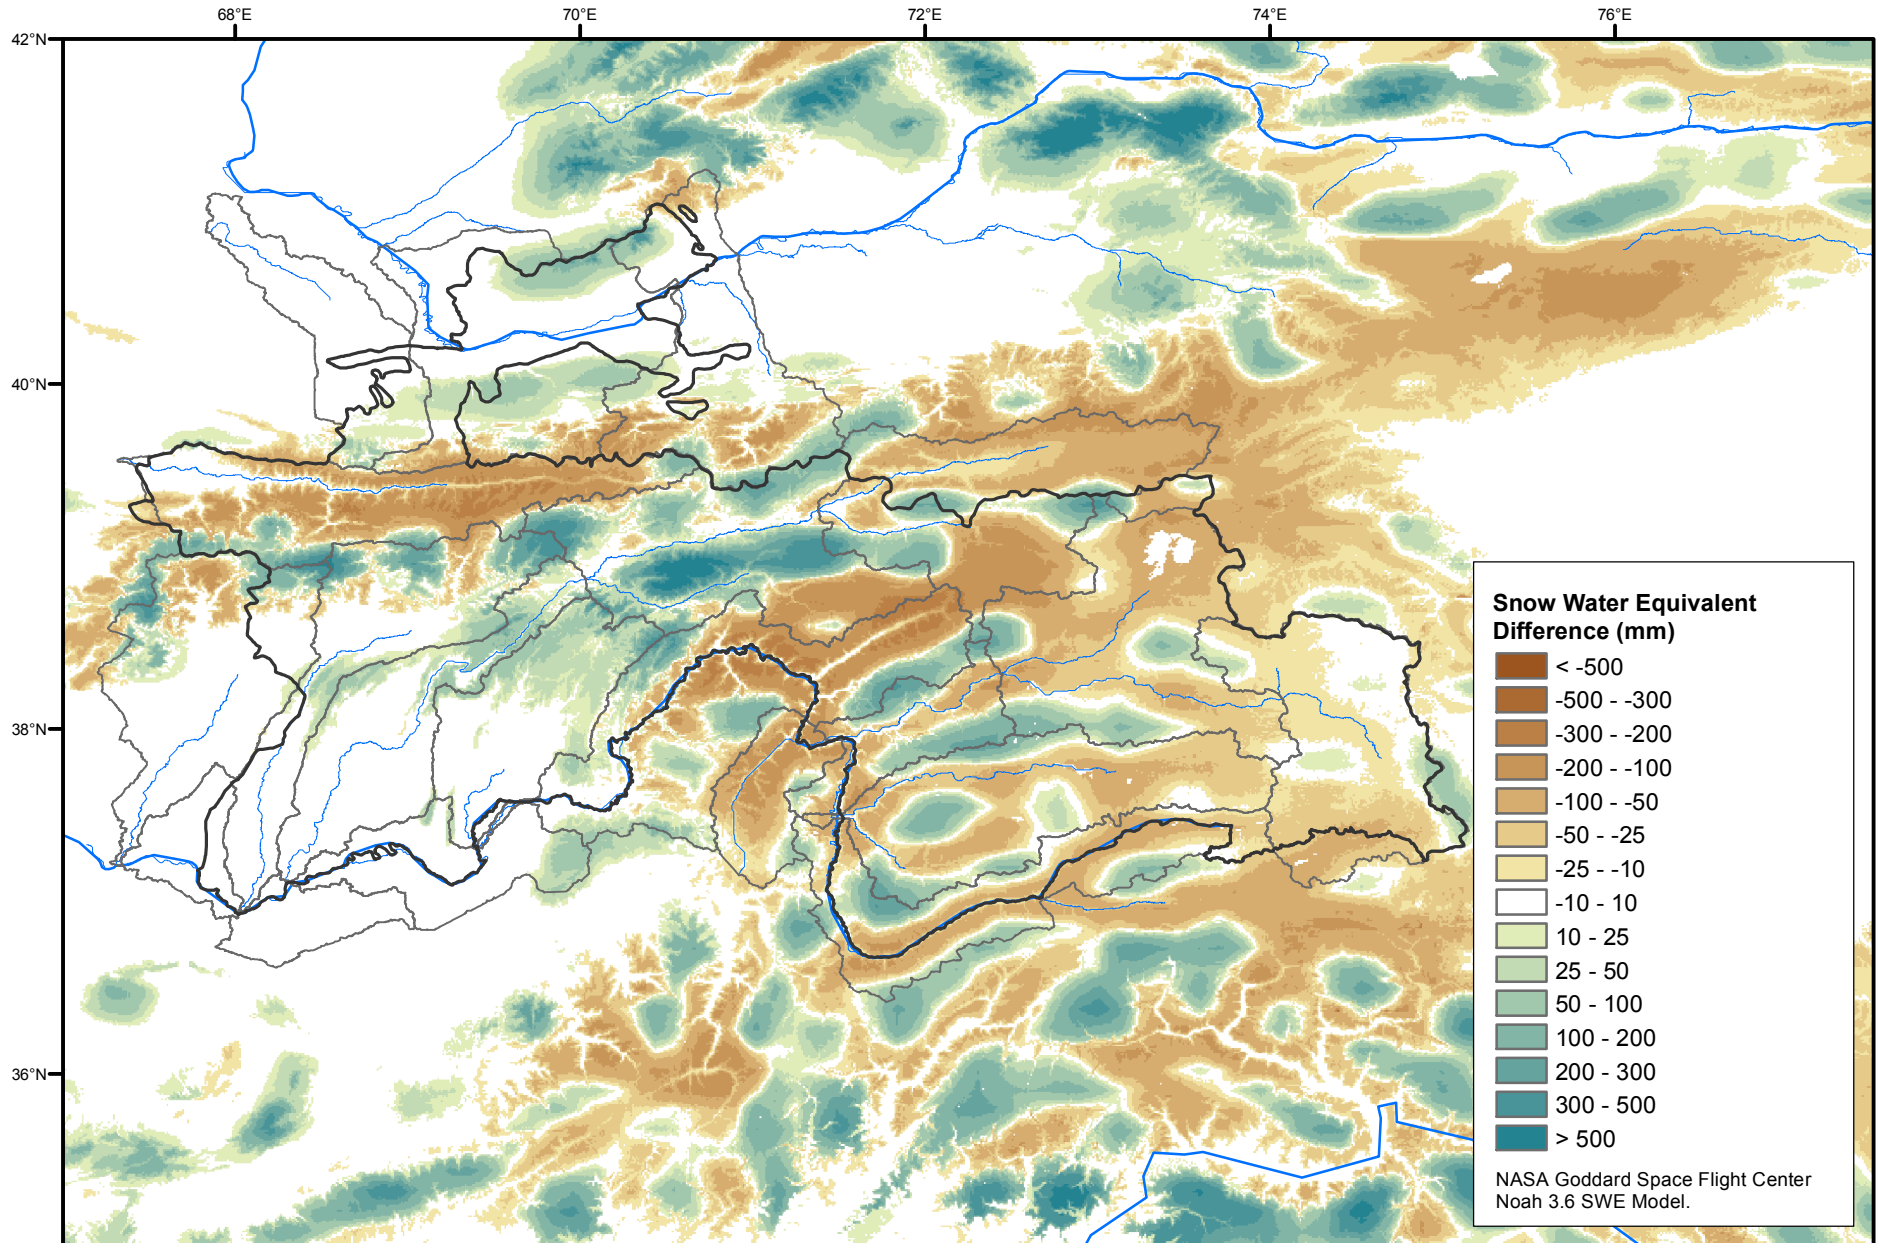 68°E
70°E
72°E
74°E
76°E
42°N
40°N
38°N
36°N
Snow Water Equivalent
Difference (mm)
< -500
-500 - -300
-300 - -200
-200 - -100
-100 - -50
-50 - -25
-25 - -10
-10 - 10
10 - 25
25 - 50
50 - 100
100 - 200
200 - 300
300 - 500
> 500
NASA Goddard Space Flight Center
Noah 3.6 SWE Model.